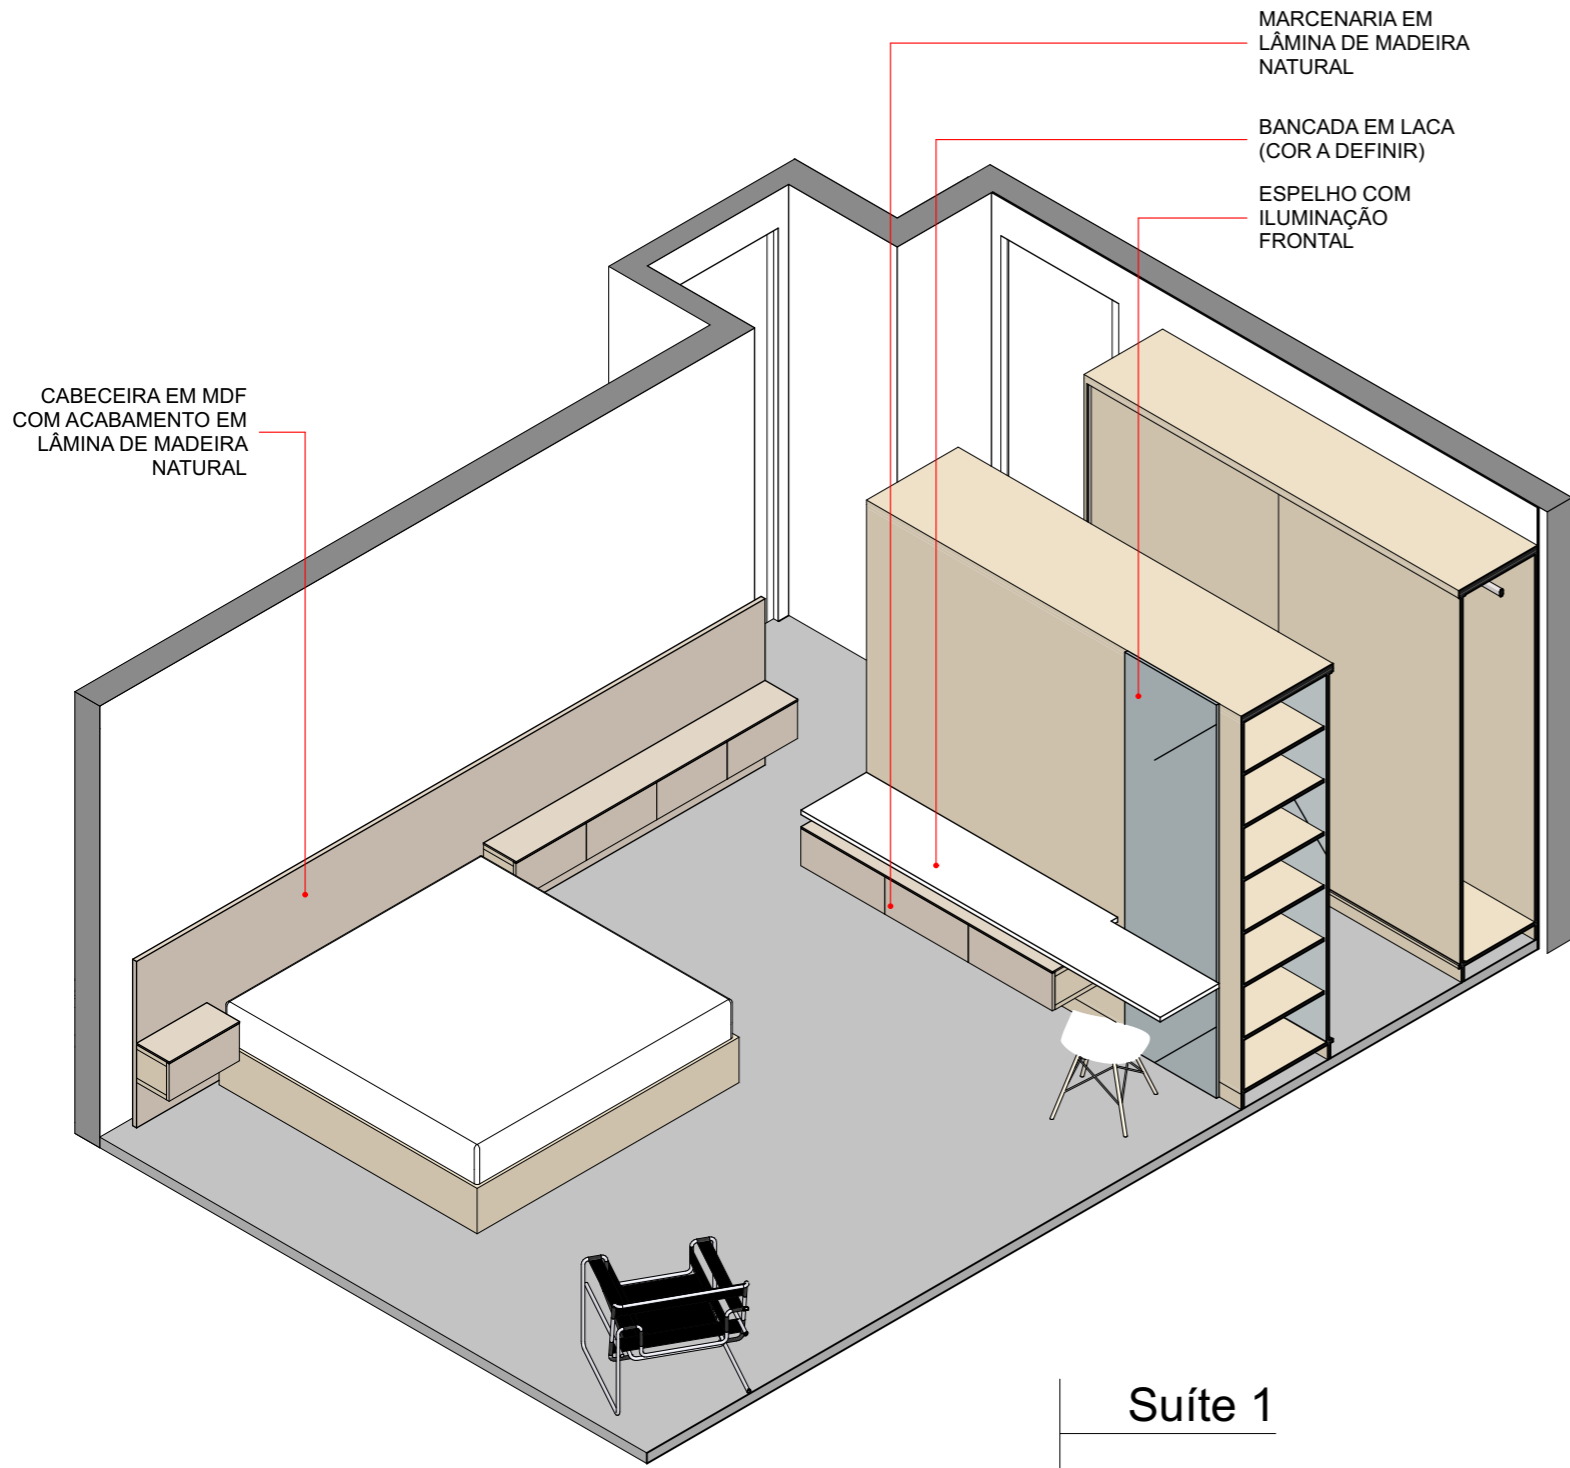 MARCENARIA EM
LÂMINA DE MADEIRA
NATURAL
BANCADA EM LACA
(COR A DEFINIR)
ESPELHO COM
ILUMINAÇÃO
FRONTAL
CABECEIRA EM MDF
COM ACABAMENTO EM
LÂMINA DE MADEIRA
NATURAL
Suíte 1